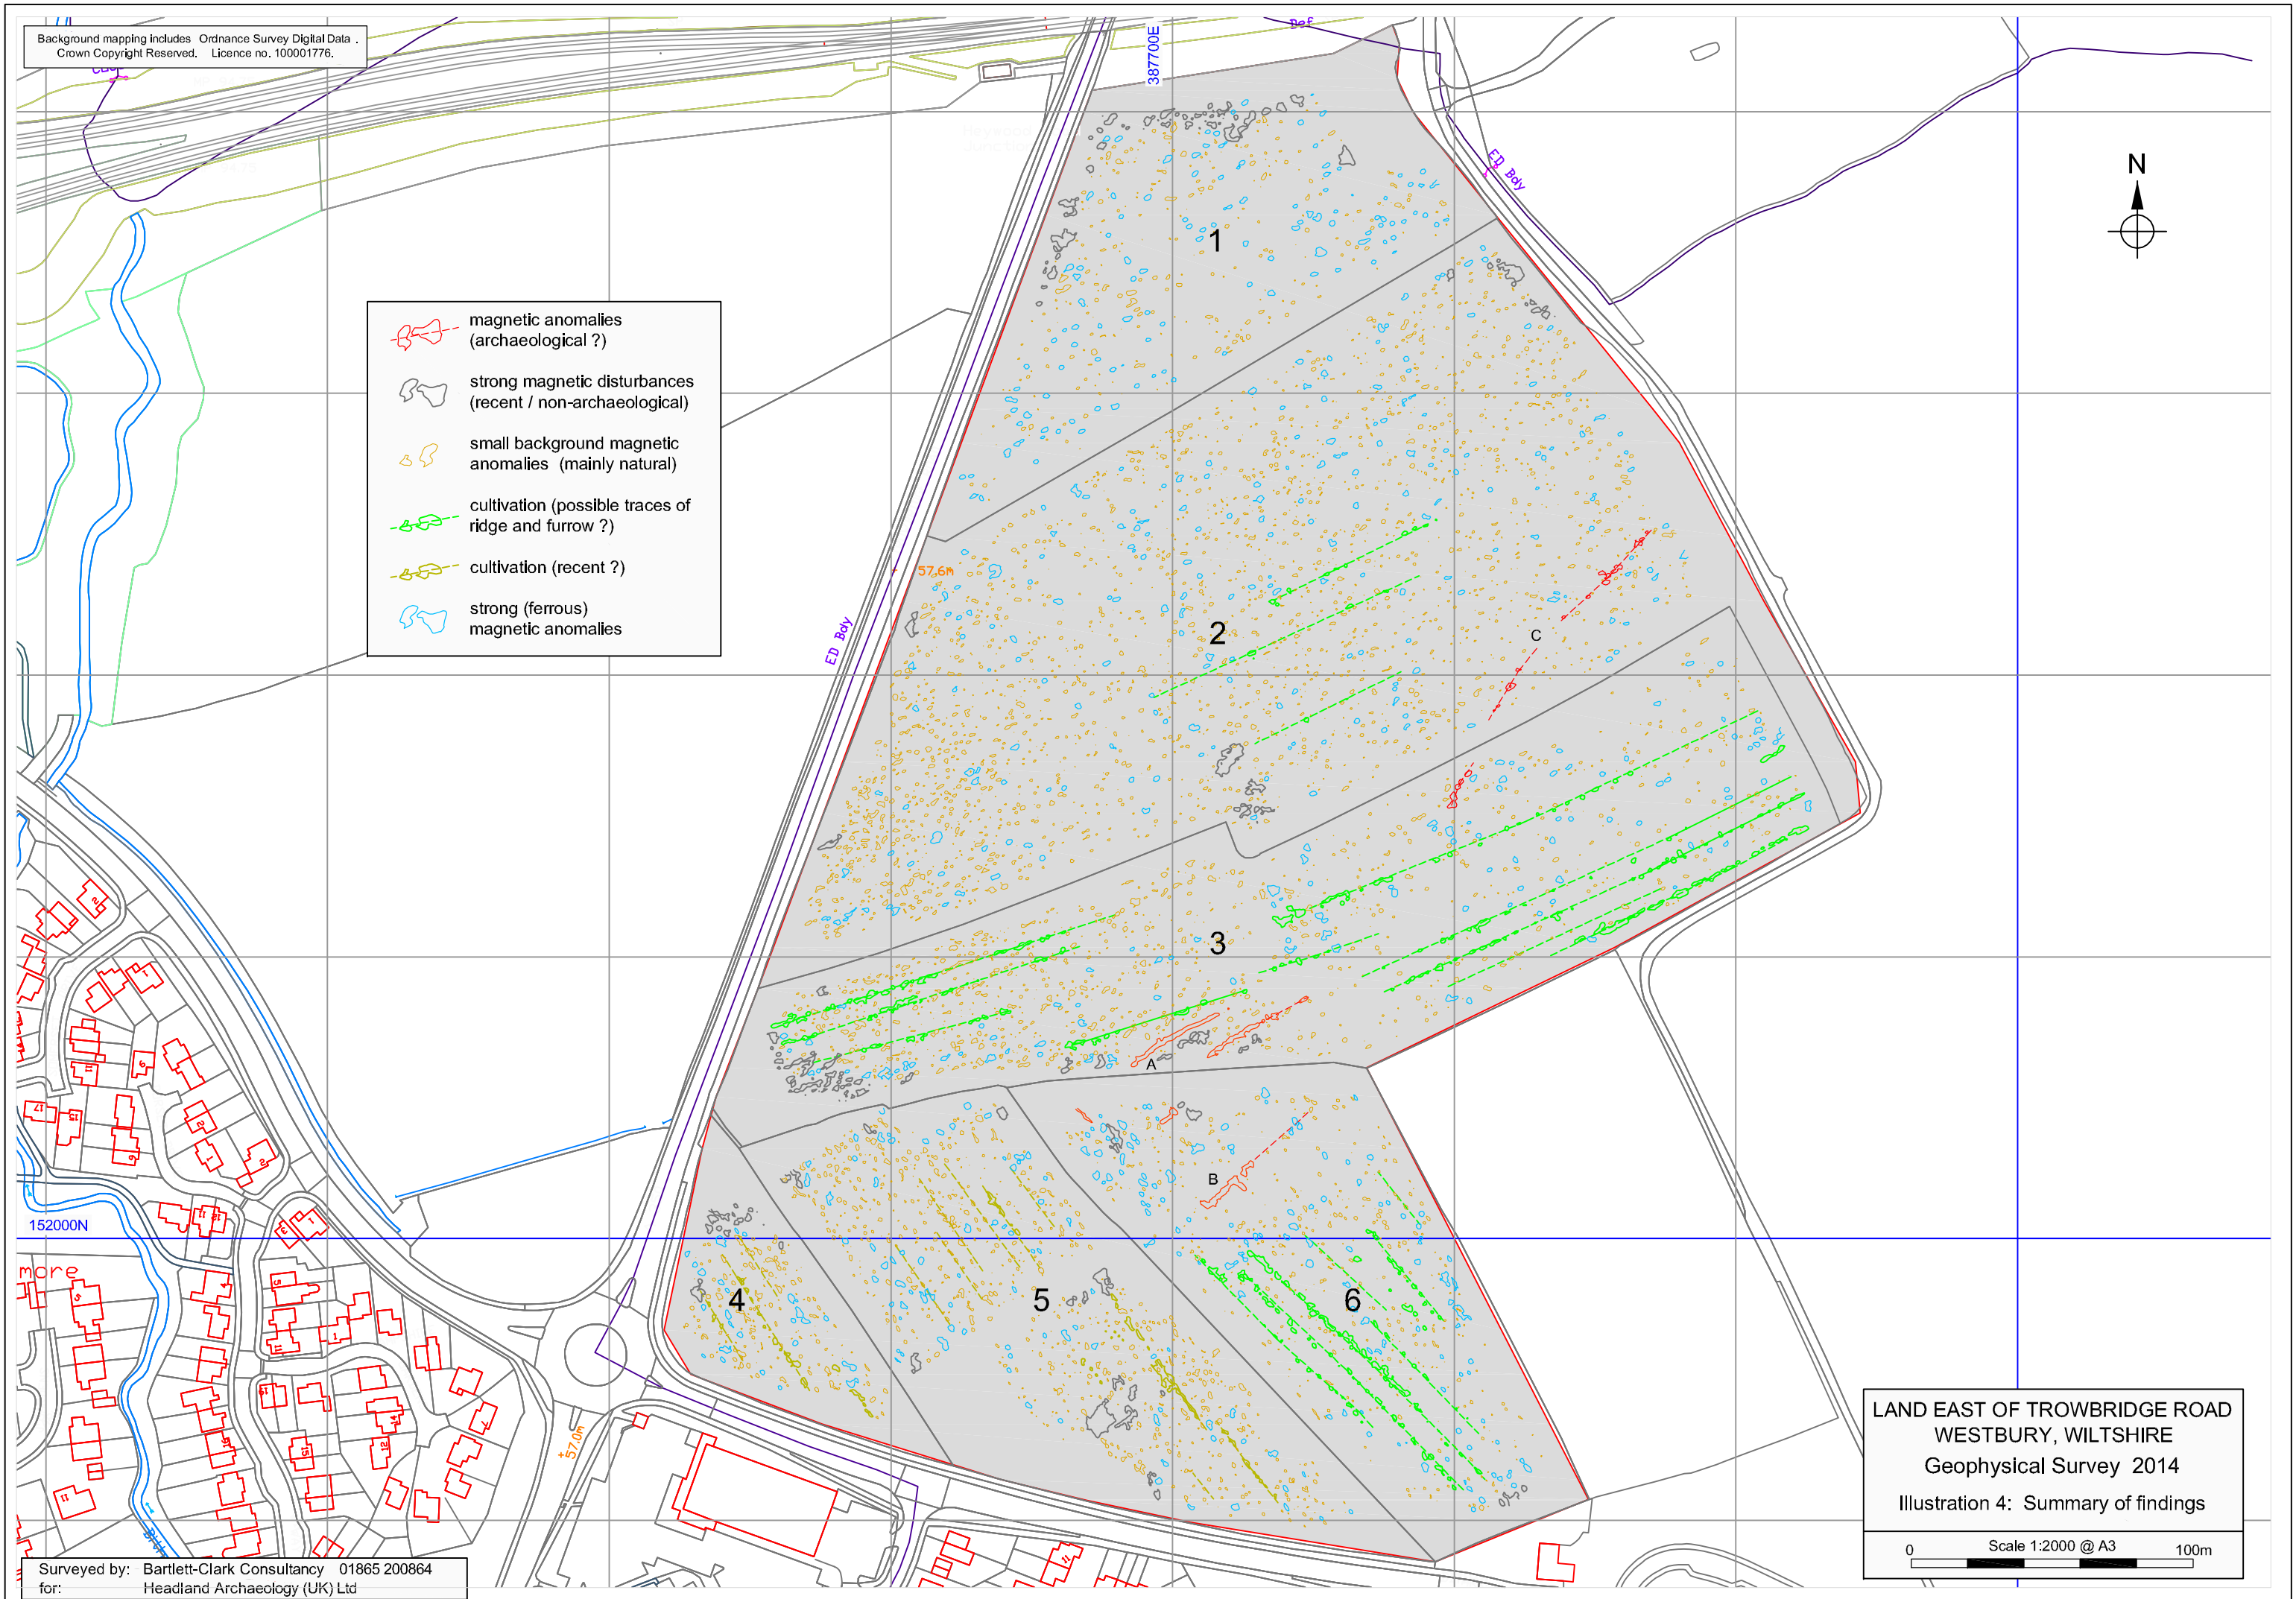 Background mapping includes Ordnance Survey Digital Data .
Crown Copyright Reserved. Licence no. 100001776.
387700E
Def
ED Bdy
N
magnetic anomalies
(archaeological ?)
strong magnetic disturbances
(recent / non-archaeological)
small background magnetic
anomalies (mainly natural)
cultivation (possible traces of
ridge and furrow ?)
cultivation (recent ?)
strong (ferrous)
magnetic anomalies
1
57.6m
ED Bdy
2
C
3
A
B
152000N
more
4
5
6
57.0m
LAND EAST OF TROWBRIDGE ROAD
WESTBURY, WILTSHIRE
Geophysical Survey 2014
Illustration 4: Summary of findings
Scale 1:2000 @ A3
0 100m
Surveyed by: Bartlett-Clark Consultancy 01865 200864
for: Headland Archaeology (UK) Ltd